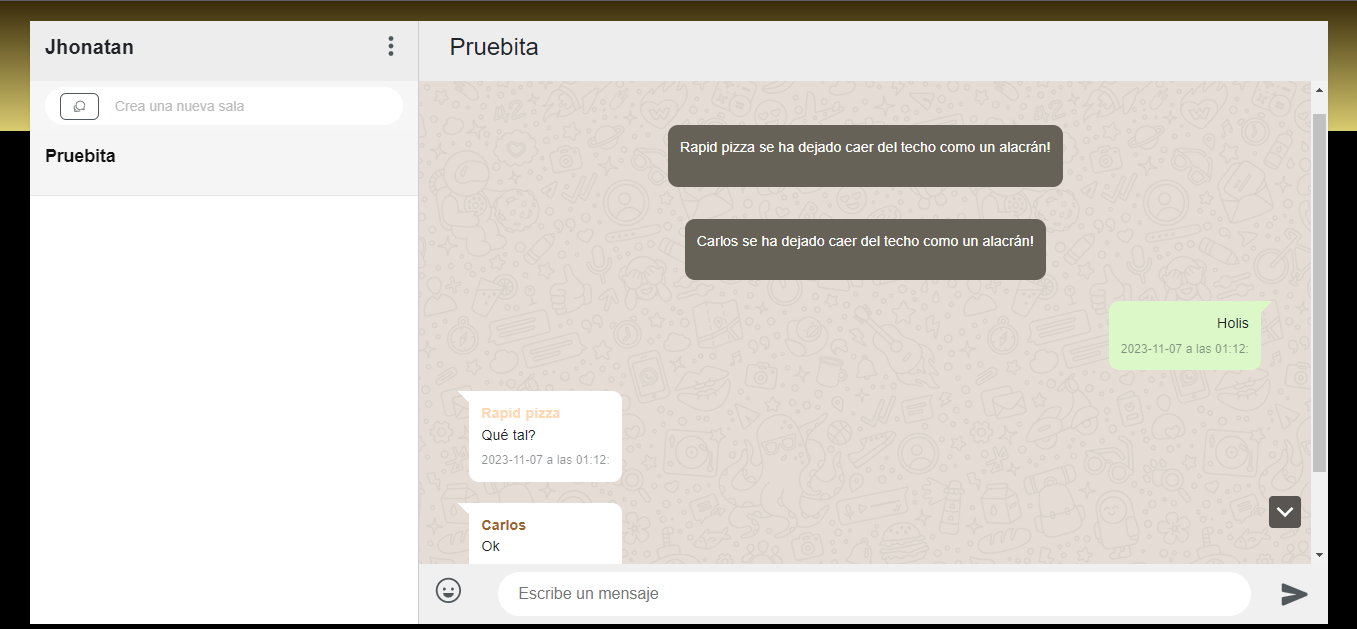 Jhonatan
Crea una nueva sala
Pruebita
Pruebita
Rapid pizza se ha dejado caer del techo como un alacrán!
Carlos se ha dejado caer del techo como un alacrán!
Holis
2023-11-07 a las 01:12:
Rapid pizza
Qué tal?
2023-11-07 a las 01:12:
Carlos
Ok
Escribe un mensaje